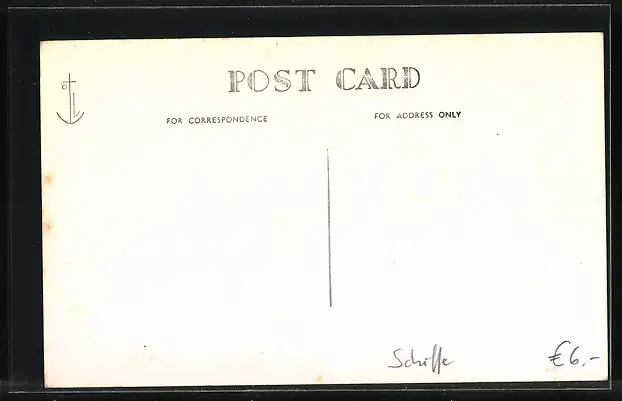 POST CARD
FOR CORRESPONDENCE
FOR ADDRESS ONLY
Schiffe
€6,-